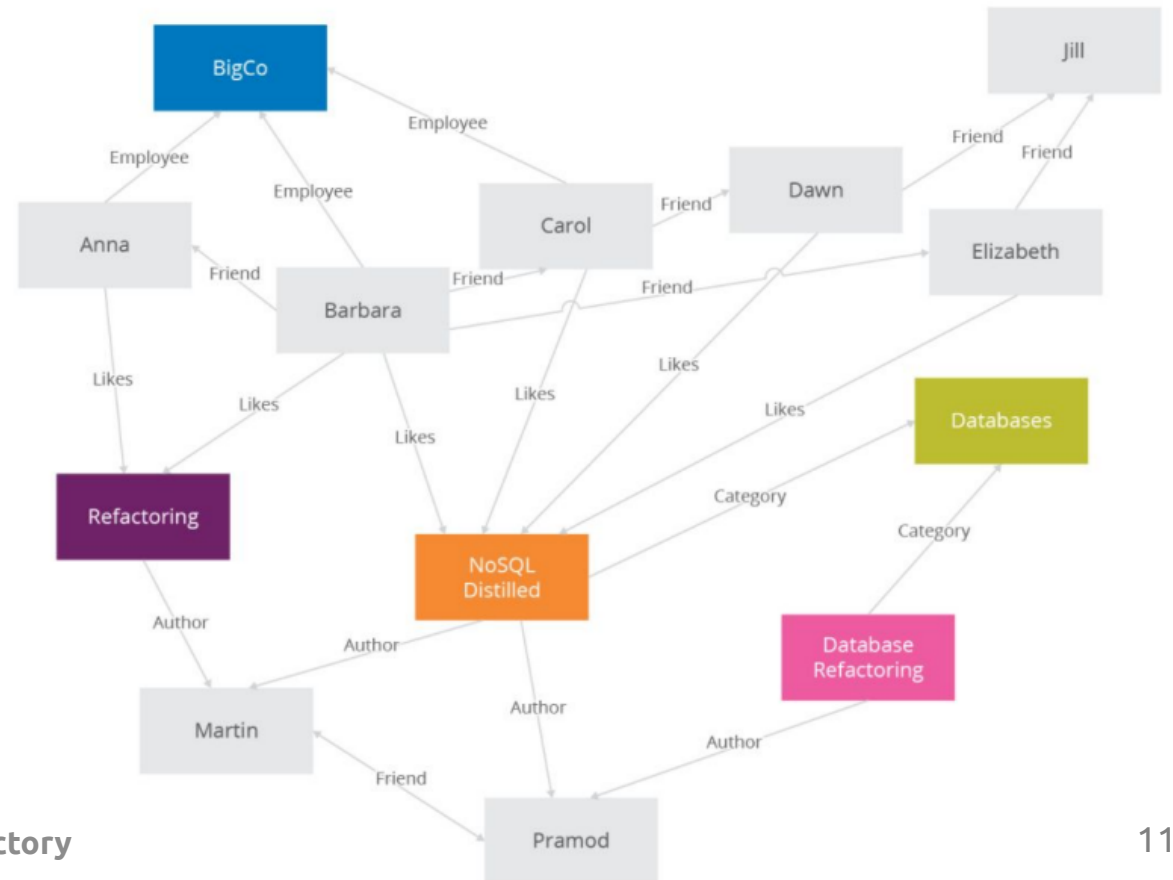 Jill
BigCo
Employee
Friend
Employee
Friend
Employee
Dawn
Friend
Carol
Anna
Elizabeth
Friend
Friend
Friend
Barbara
Likes
Likes
Likes
Likes
Likes
Likes
Databases
Category
Refactoring
Category
NoSQL
Distilled
Author
Author
Database
Refactoring
Author
Martin
Author
Friend
Pramod
ctory
11